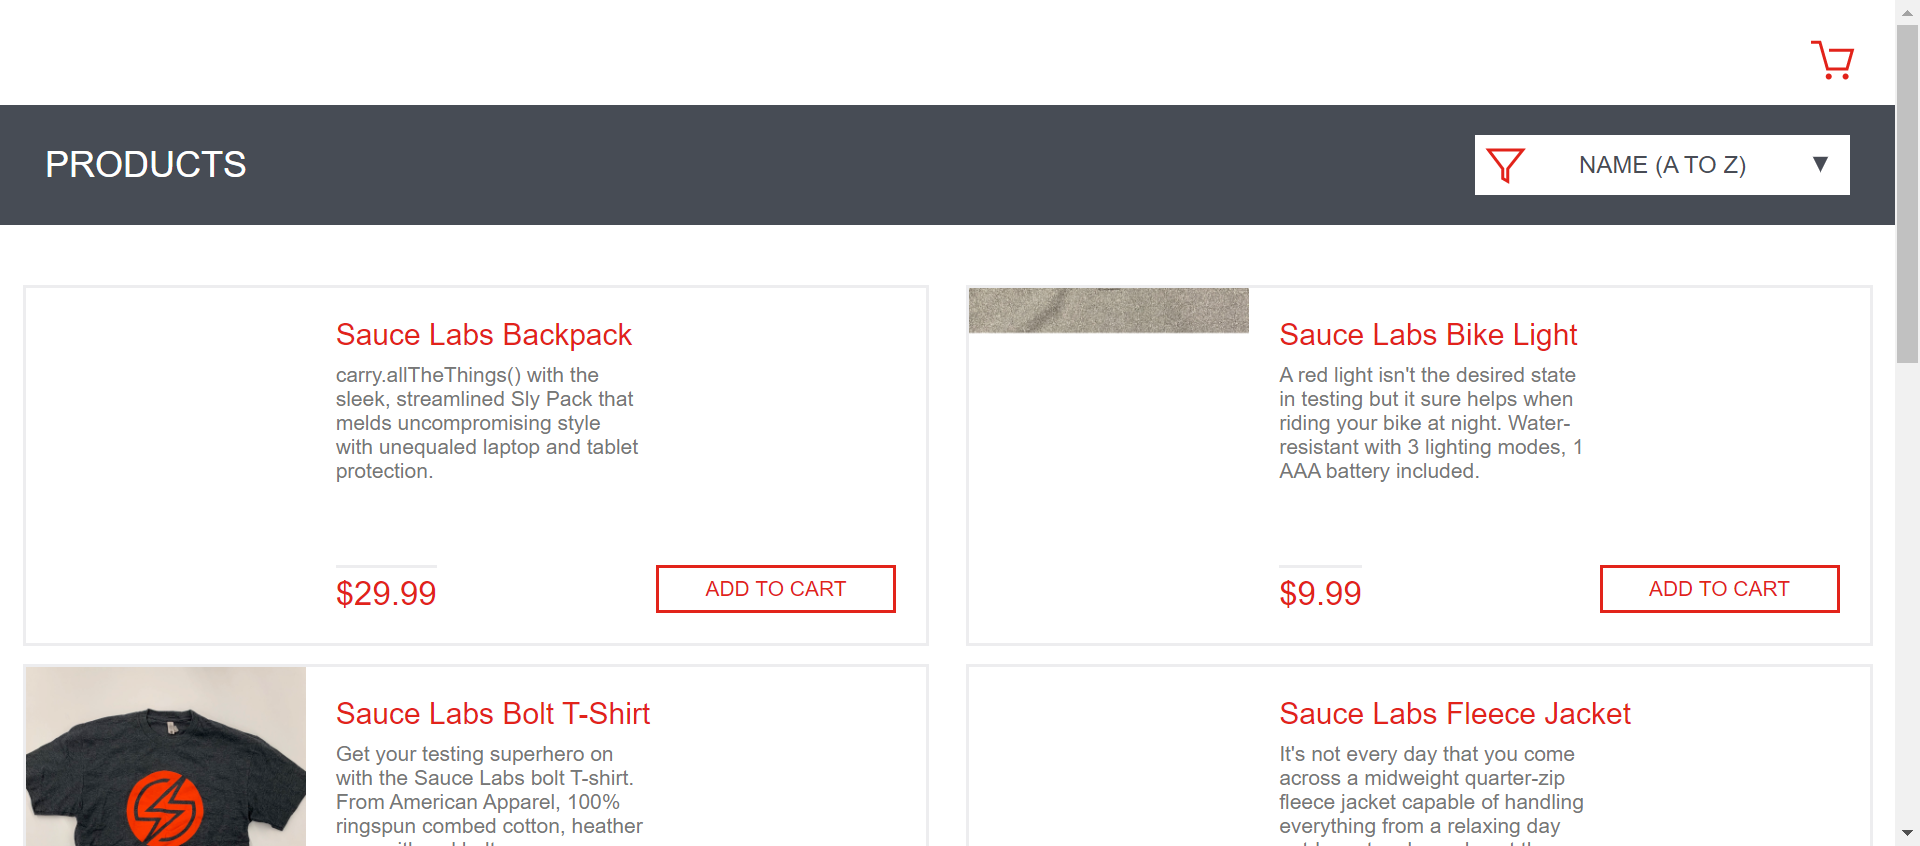 PRODUCTS
NAME (A TO Z)
Sauce Labs Backpack
carry.allTheThings() with the
sleek, streamlined Sly Pack that
melds uncompromising style
with unequaled laptop and tablet
protection.
$29.99
ADD TO CART
Sauce Labs Bike Light
A red light isn't the desired state
in testing but it sure helps when
riding your bike at night. Water-
resistant with 3 lighting modes, 1
AAA battery included.
$9.99
ADD TO CART
Sauce Labs Bolt T-Shirt
Get your testing superhero on
with the Sauce Labs bolt T-shirt.
From American Apparel, 100%
ringspun combed cotton, heather
Sauce Labs Fleece Jacket
It's not every day that you come
across a midweight quarter-zip
fleece jacket capable of handling
everything from a relaxing day